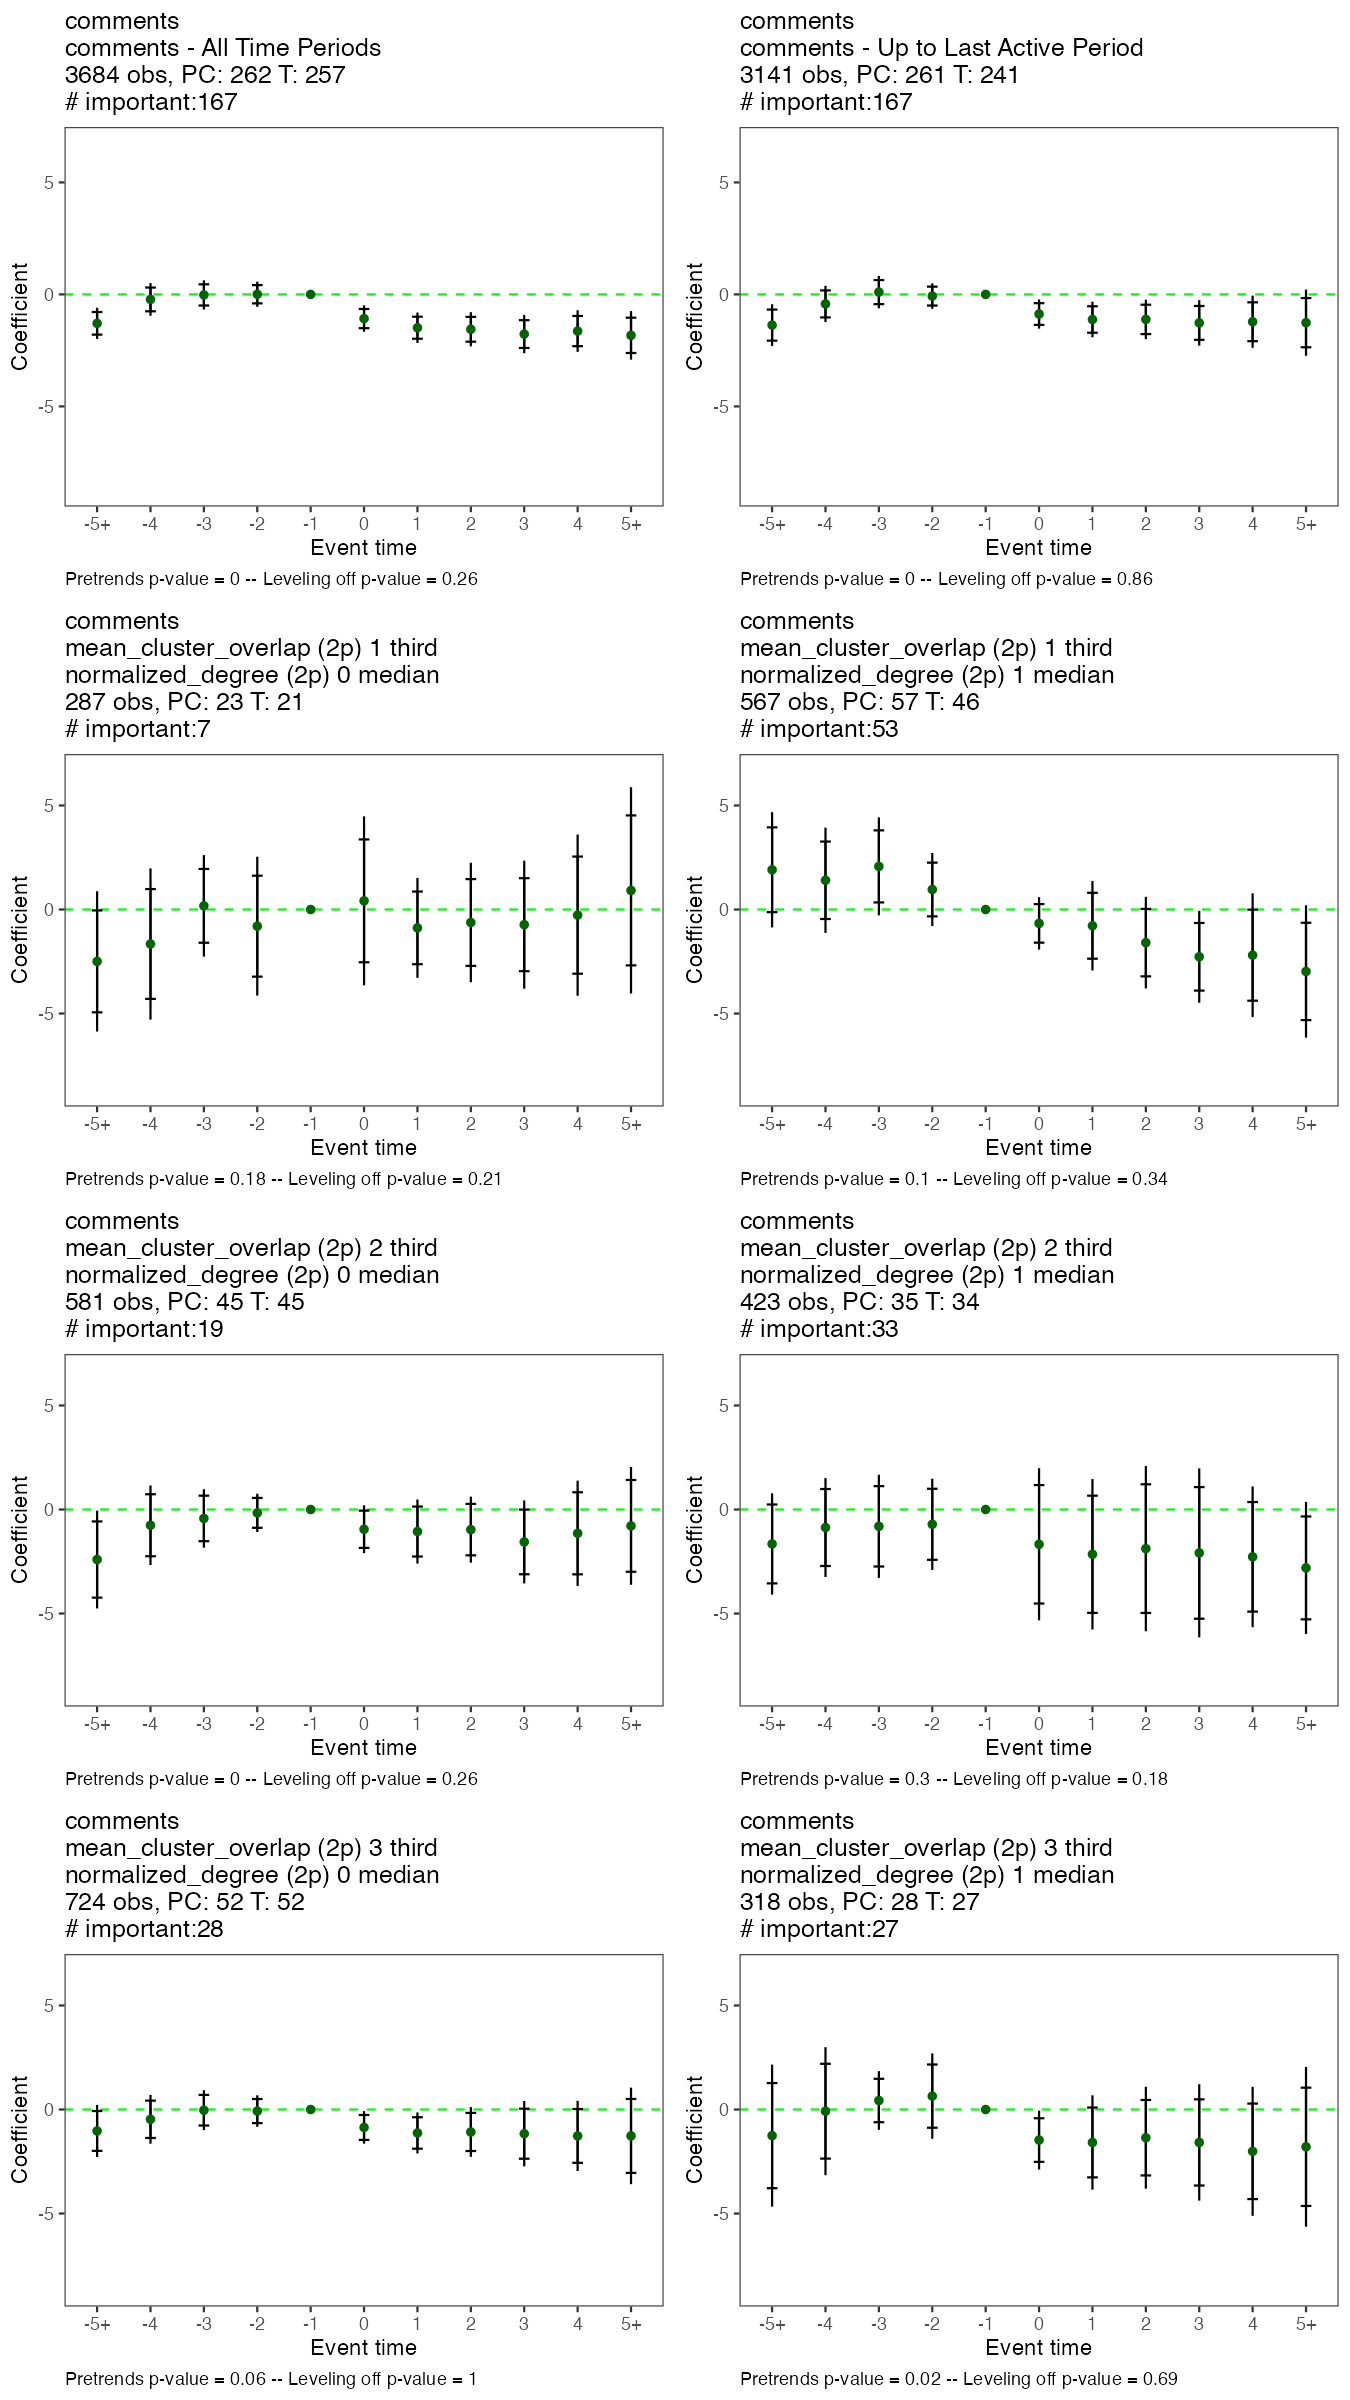 comments
comments - All Time Periods
3684 obs, PC: 262 T: 257
# important:167
5
0
-5
Coefficient
-5+ -4 -3 -2 -1 0 1 2 3 4 5+
Event time
Pretrends p-value = 0 -- Leveling off p-value = 0.26
comments
comments - Up to Last Active Period
3141 obs, PC: 261 T: 241
# important:167
5
0
-5
Coefficient
-5+ -4 -3 -2 -1 0 1 2 3 4 5+
Event time
Pretrends p-value = 0 -- Leveling off p-value = 0.86
comments
mean_cluster_overlap (2p) 1 third
normalized_degree (2p) 0 median
287 obs, PC: 23 T: 21
# important:7
5
0
-5
Coefficient
-5+ -4 -3 -2 -1 0 1 2 3 4 5+
Event time
Pretrends p-value = 0.18 -- Leveling off p-value = 0.21
comments
mean_cluster_overlap (2p) 1 third
normalized_degree (2p) 1 median
567 obs, PC: 57 T: 46
# important:53
5
0
-5
Coefficient
-5+ -4 -3 -2 -1 0 1 2 3 4 5+
Event time
Pretrends p-value = 0.1 -- Leveling off p-value = 0.34
comments
mean_cluster_overlap (2p) 2 third
normalized_degree (2p) 0 median
581 obs, PC: 45 T: 45
# important:19
5
0
-5
Coefficient
-5+ -4 -3 -2 -1 0 1 2 3 4 5+
Event time
Pretrends p-value = 0 -- Leveling off p-value = 0.26
comments
mean_cluster_overlap (2p) 2 third
normalized_degree (2p) 1 median
423 obs, PC: 35 T: 34
# important:33
5
0
-5
Coefficient
-5+ -4 -3 -2 -1 0 1 2 3 4 5+
Event time
Pretrends p-value = 0.3 -- Leveling off p-value = 0.18
comments
mean_cluster_overlap (2p) 3 third
normalized_degree (2p) 0 median
724 obs, PC: 52 T: 52
# important:28
5
0
-5
Coefficient
-5+ -4 -3 -2 -1 0 1 2 3 4 5+
Event time
Pretrends p-value = 0.06 -- Leveling off p-value = 1
comments
mean_cluster_overlap (2p) 3 third
normalized_degree (2p) 1 median
318 obs, PC: 28 T: 27
# important:27
5
0
-5
Coefficient
-5+ -4 -3 -2 -1 0 1 2 3 4 5+
Event time
Pretrends p-value = 0.02 -- Leveling off p-value = 0.69